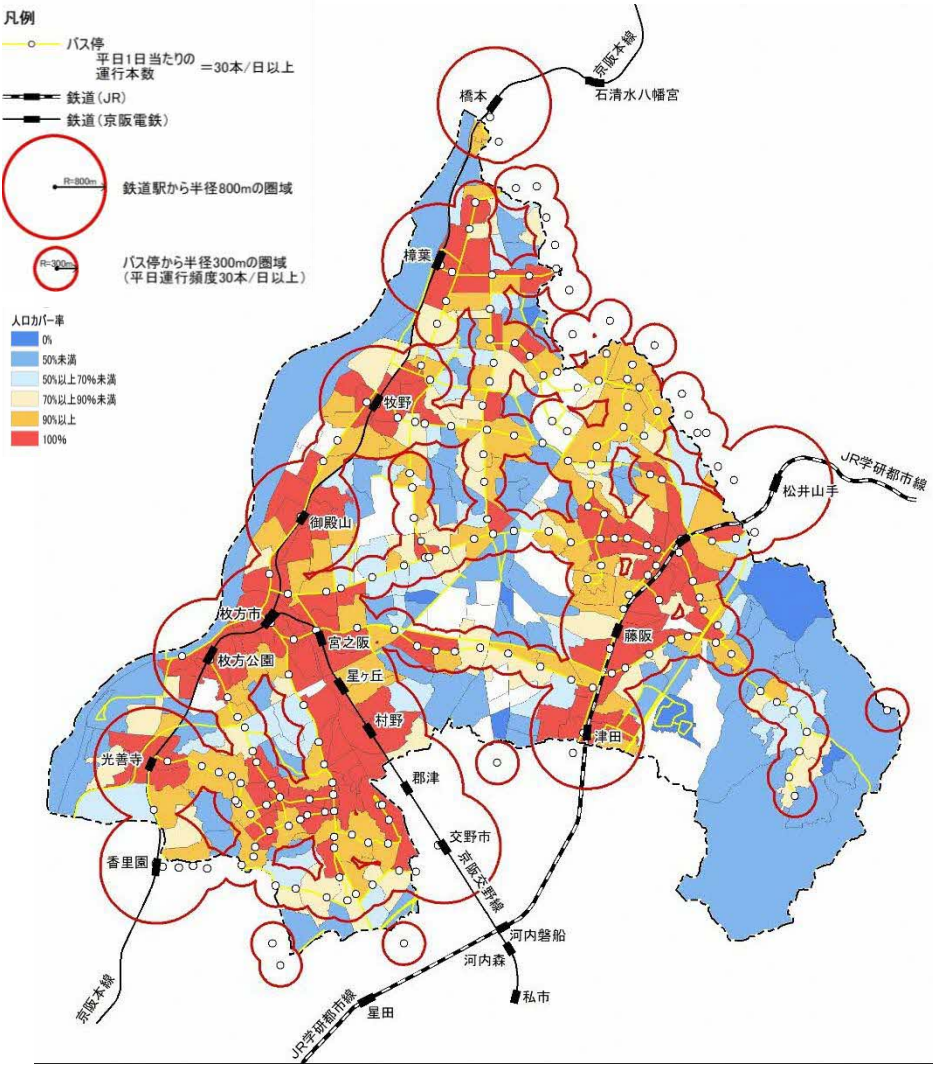 凡例
バス停
平日1日当たりの
運行本数 =30本/日以上
鉄道(JR)
鉄道(京阪電鉄)
R=800m
鉄道駅から半径800mの圏域
R=300m
バス停から半径300mの圏域
(平日運行頻度30本/日以上)
人口カバー率
0%
50%未満
50%以上70%未満
70%以上90%未満
90%以上
100%
京阪本線
橋本
石清水八幡宮
樟葉
牧野
JR学研都市線
松井山手
御殿山
枚方市
宮之阪
藤阪
枚方公園
星ヶ丘
村野
津田
光善寺
郡津
香里園
交野市
京阪交野線
河内磐船
河内森
京阪本線
私市
星田
JR学研都市線